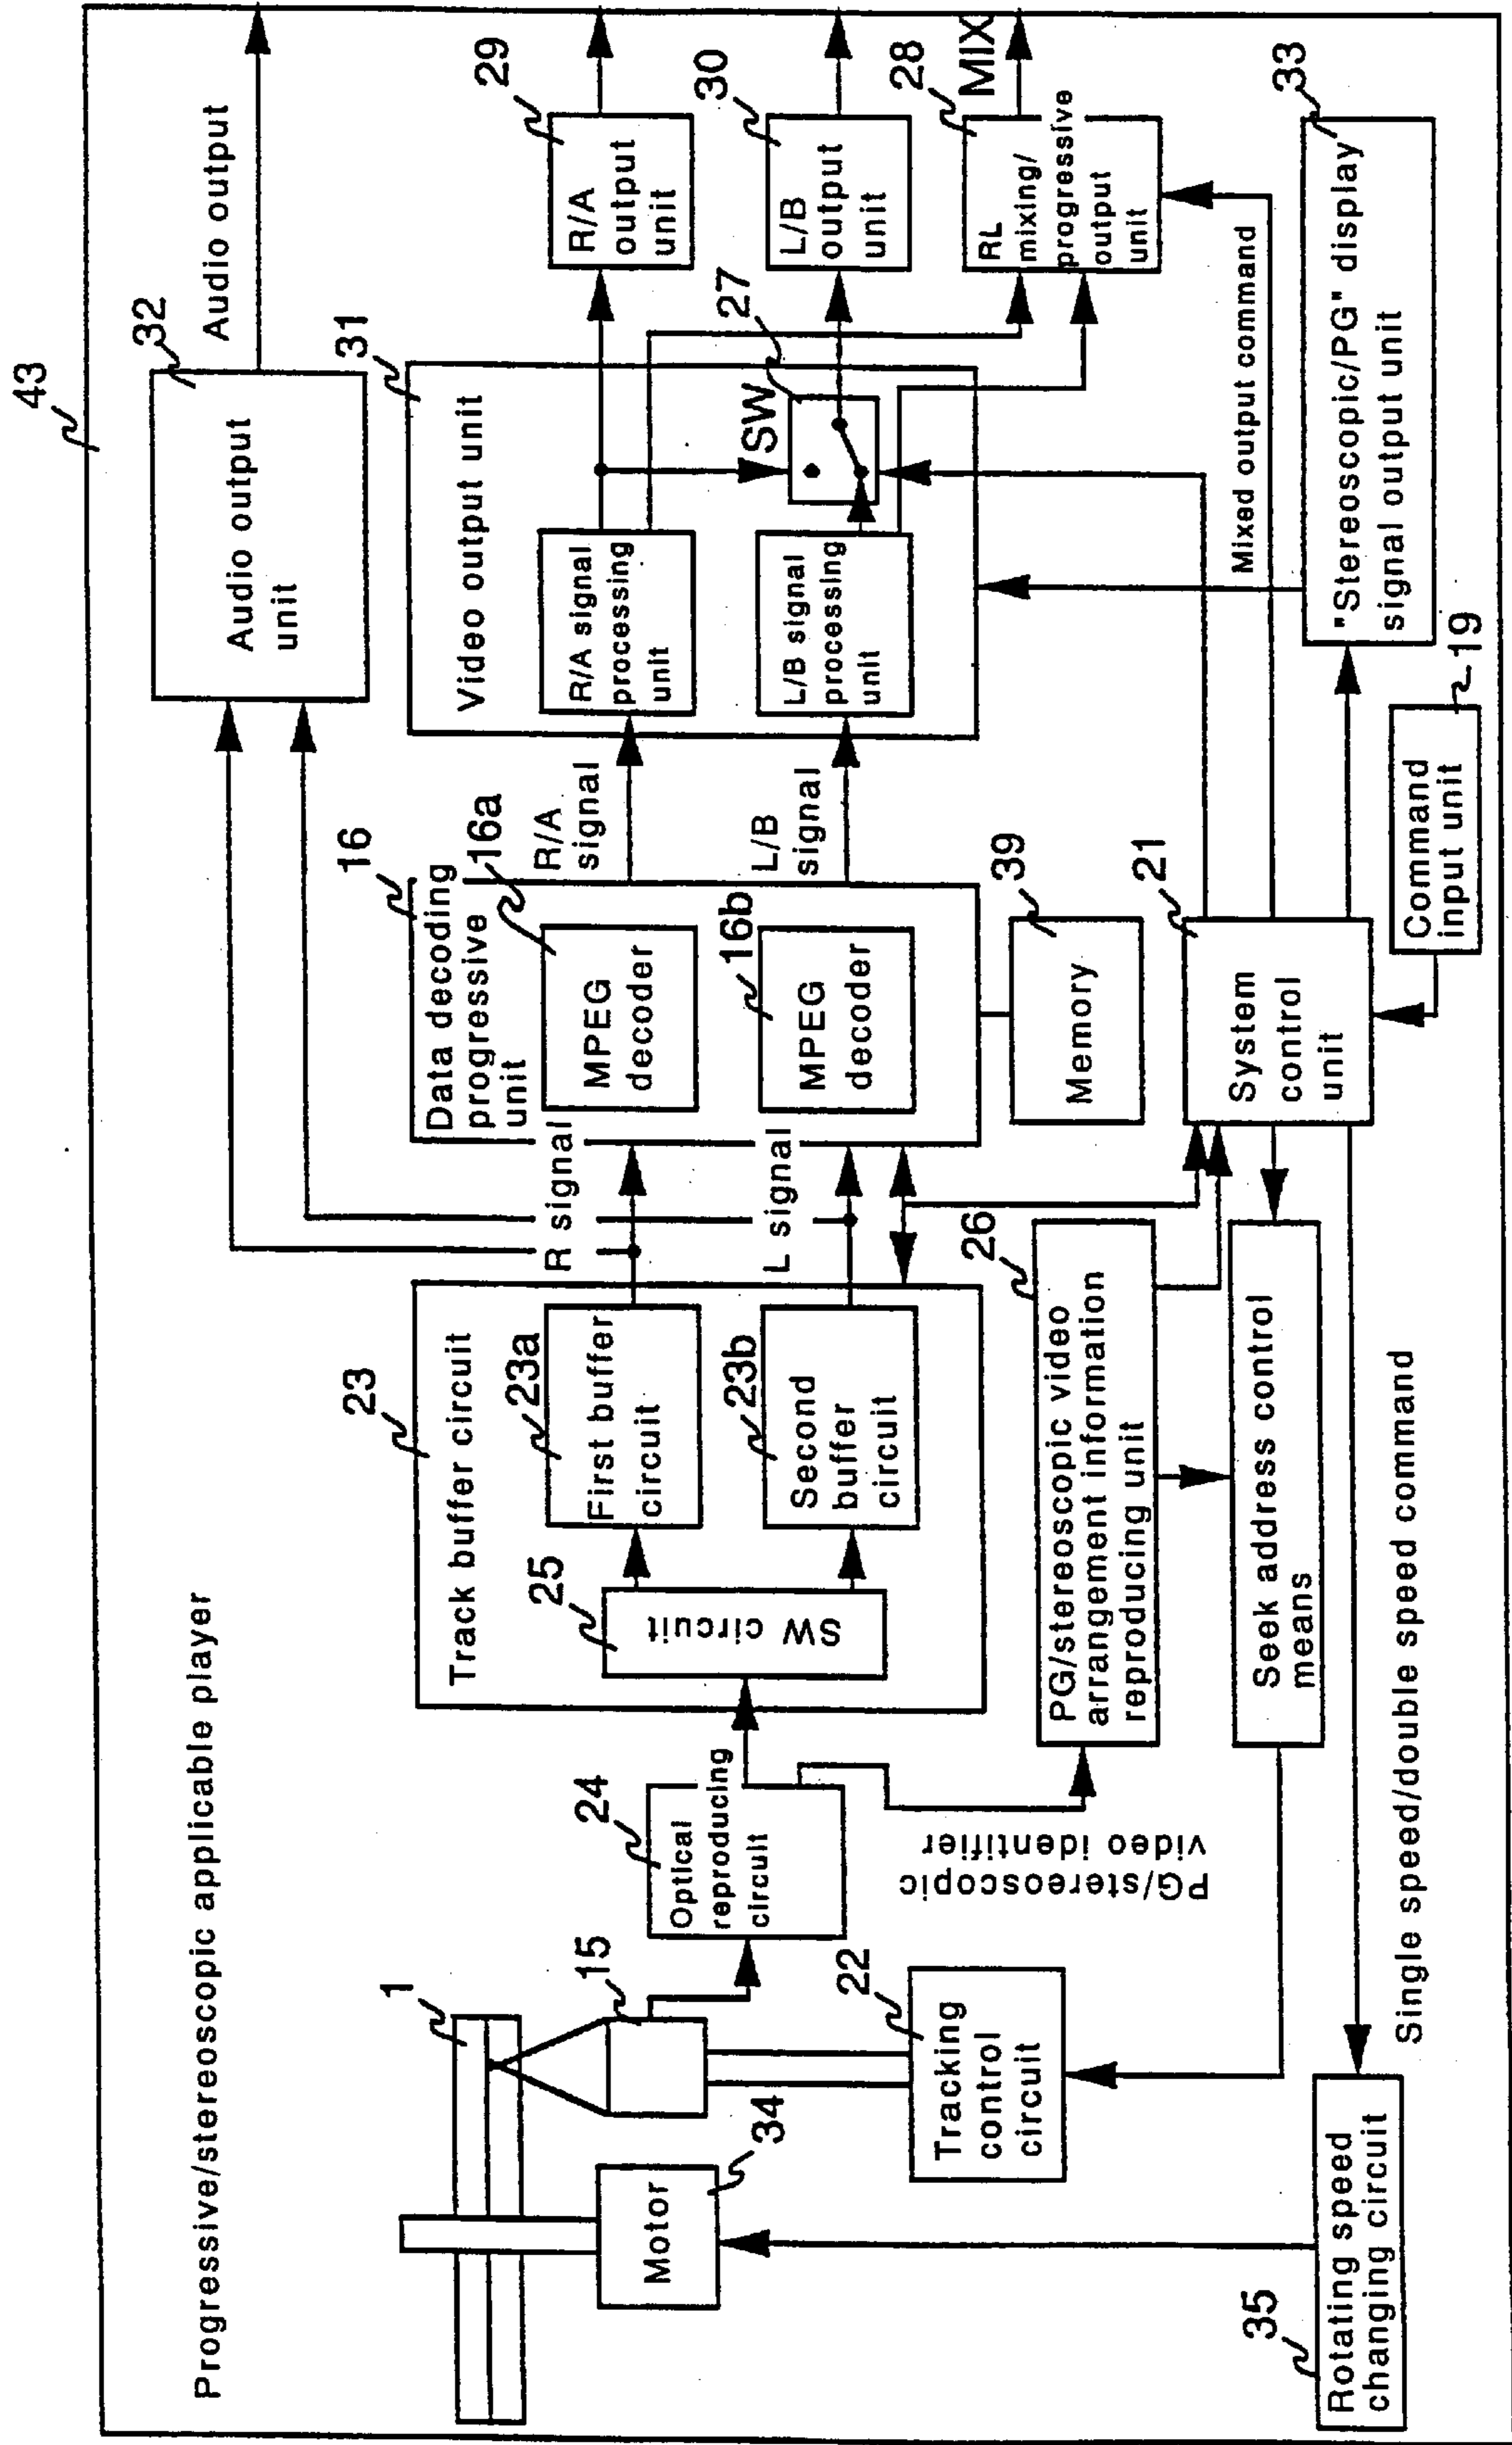 Progressive/stereoscopic applicable player
43
1
15
34
Motor
22
Tracking
control
circuit
35
Rotating speed
changing circuit
24
Optical
reproducing
circuit
PG/stereoscopic
video identifier
23
Track buffer circuit
25
SW circuit
23a
First buffer
circuit
23b
Second
buffer
circuit
26
PG/stereoscopic video
arrangement information
reproducing unit
Seek address control
means
Single speed/double speed command
R signal
L signal
16
Data decoding
progressive
unit
16a
MPEG
decoder
16b
MPEG
decoder
39
Memory
21
System
control
unit
Command
input unit
19
R/A
signal
L/B
signal
32
Audio output
unit
Audio output
31
Video output unit
R/A signal
processing
unit
L/B signal
processing
unit
SW
27
29
R/A
output
unit
30
L/B
output
unit
28
RL
mixing/
progressive
output
unit
MIX
Mixed output command
33
"Stereoscopic/PG" display
signal output unit